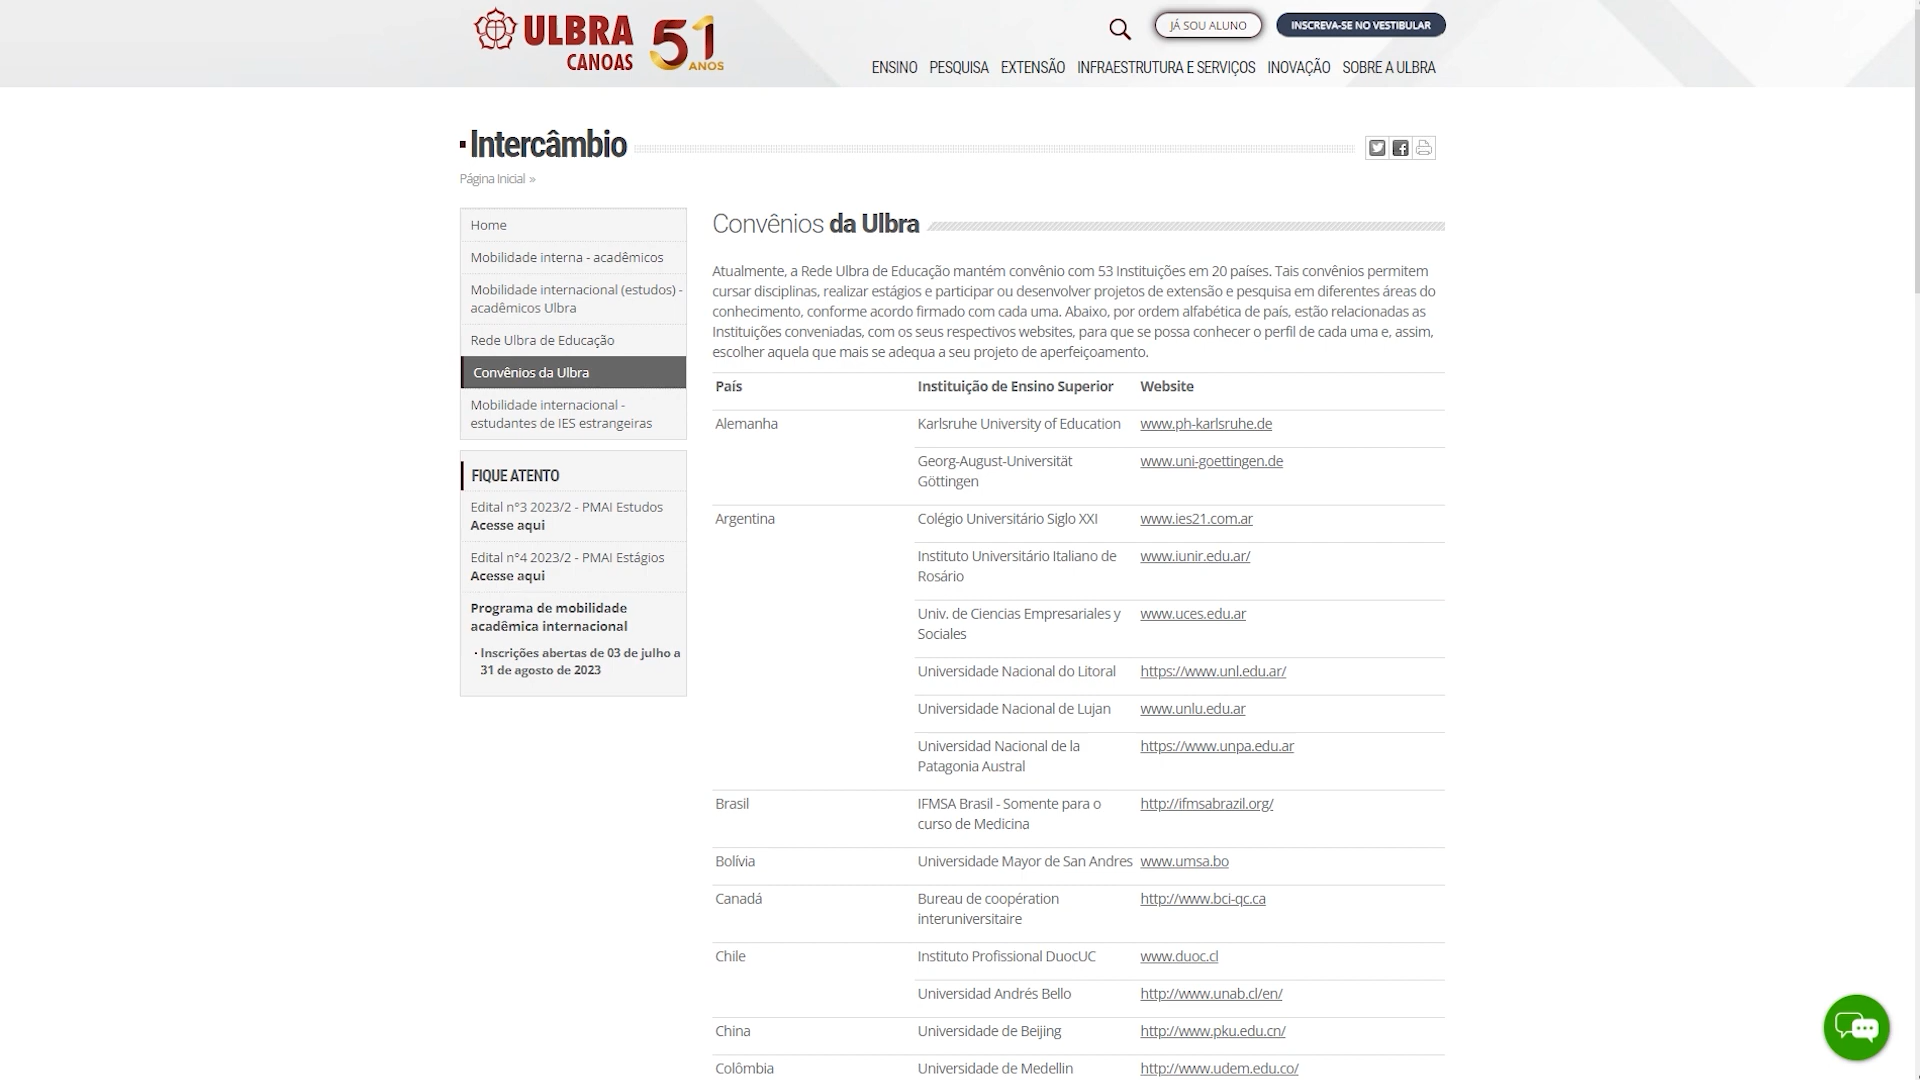 ULBRA
CANOAS
51
ANOS
JÁ SOU ALUNO
INSCREVA-SE NO VESTIBULAR
ENSINO PESQUISA EXTENSÃO INFRAESTRUTURA E SERVIÇOS INOVAÇÃO SOBRE A ULBRA
Intercâmbio
Página Inicial »
Home
Mobilidade interna - acadêmicos
Mobilidade internacional (estudos) -
acadêmicos Ulbra
Rede Ulbra de Educação
Convênios da Ulbra
Mobilidade internacional -
estudantes de IES estrangeiras
FIQUE ATENTO
Edital nº3 2023/2 - PMAI Estudos
Acesse aqui
Edital nº4 2023/2 - PMAI Estágios
Acesse aqui
Programa de mobilidade
acadêmica internacional
· Inscrições abertas de 03 de julho a
31 de agosto de 2023
Convênios da Ulbra
Atualmente, a Rede Ulbra de Educação mantém convênio com 53 Instituições em 20 países. Tais convênios permitem
cursar disciplinas, realizar estágios e participar ou desenvolver projetos de extensão e pesquisa em diferentes áreas do
conhecimento, conforme acordo firmado com cada uma. Abaixo, por ordem alfabética de país, estão relacionadas as
Instituições conveniadas, com os seus respectivos websites, para que se possa conhecer o perfil de cada uma e, assim,
escolher aquela que mais se adequa a seu projeto de aperfeiçoamento.
País Instituição de Ensino Superior Website
Alemanha Karlsruhe University of Education www.ph-karlsruhe.de
Georg-August-Universität www.uni-goettingen.de
Göttingen
Argentina Colégio Universitário Siglo XXI www.ies21.com.ar
Instituto Universitário Italiano de www.iunir.edu.ar/
Rosário
Univ. de Ciencias Empresariales y www.uces.edu.ar
Sociales
Universidade Nacional do Litoral https://www.unl.edu.ar/
Universidade Nacional de Lujan www.unlu.edu.ar
Universidad Nacional de la https://www.unpa.edu.ar
Patagonia Austral
Brasil IFMSA Brasil - Somente para o http://ifmsabrazil.org/
curso de Medicina
Bolívia Universidade Mayor de San Andres www.umsa.bo
Canadá Bureau de coopération http://www.bci-qc.ca
interuniversitaire
Chile Instituto Profissional DuocUC www.duoc.cl
Universidad Andrés Bello http://www.unab.cl/en/
China Universidade de Beijing http://www.pku.edu.cn/
Colômbia Universidade de Medellin http://www.udem.edu.co/